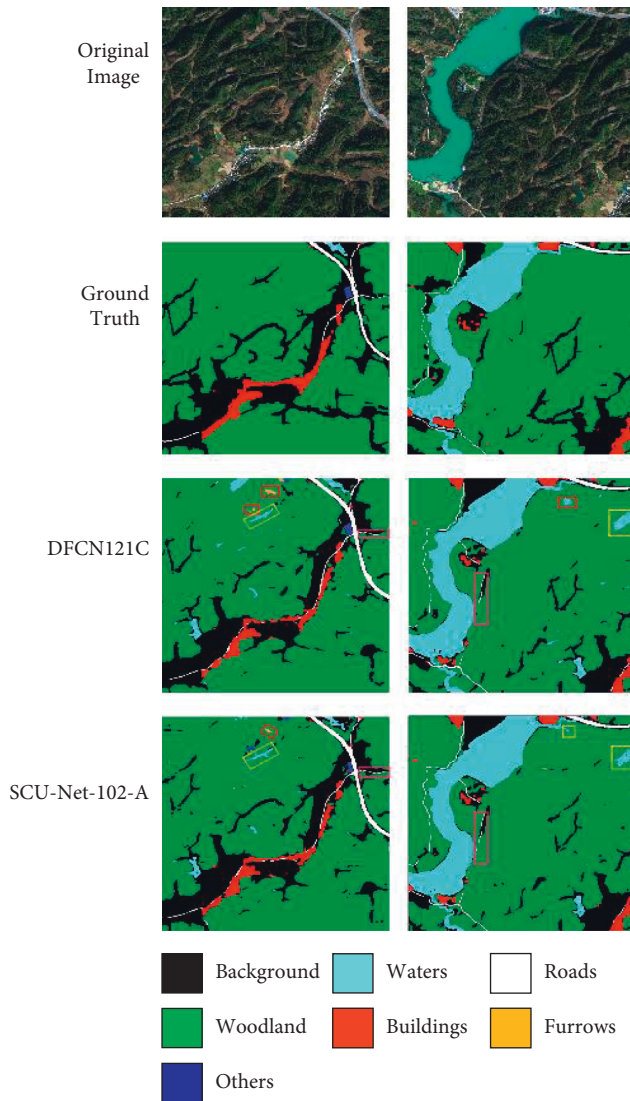 Original
Image
Ground
Truth
DFCN121C
SCU-Net-102-A
Background
Waters
Roads
Woodland
Buildings
Furrows
Others